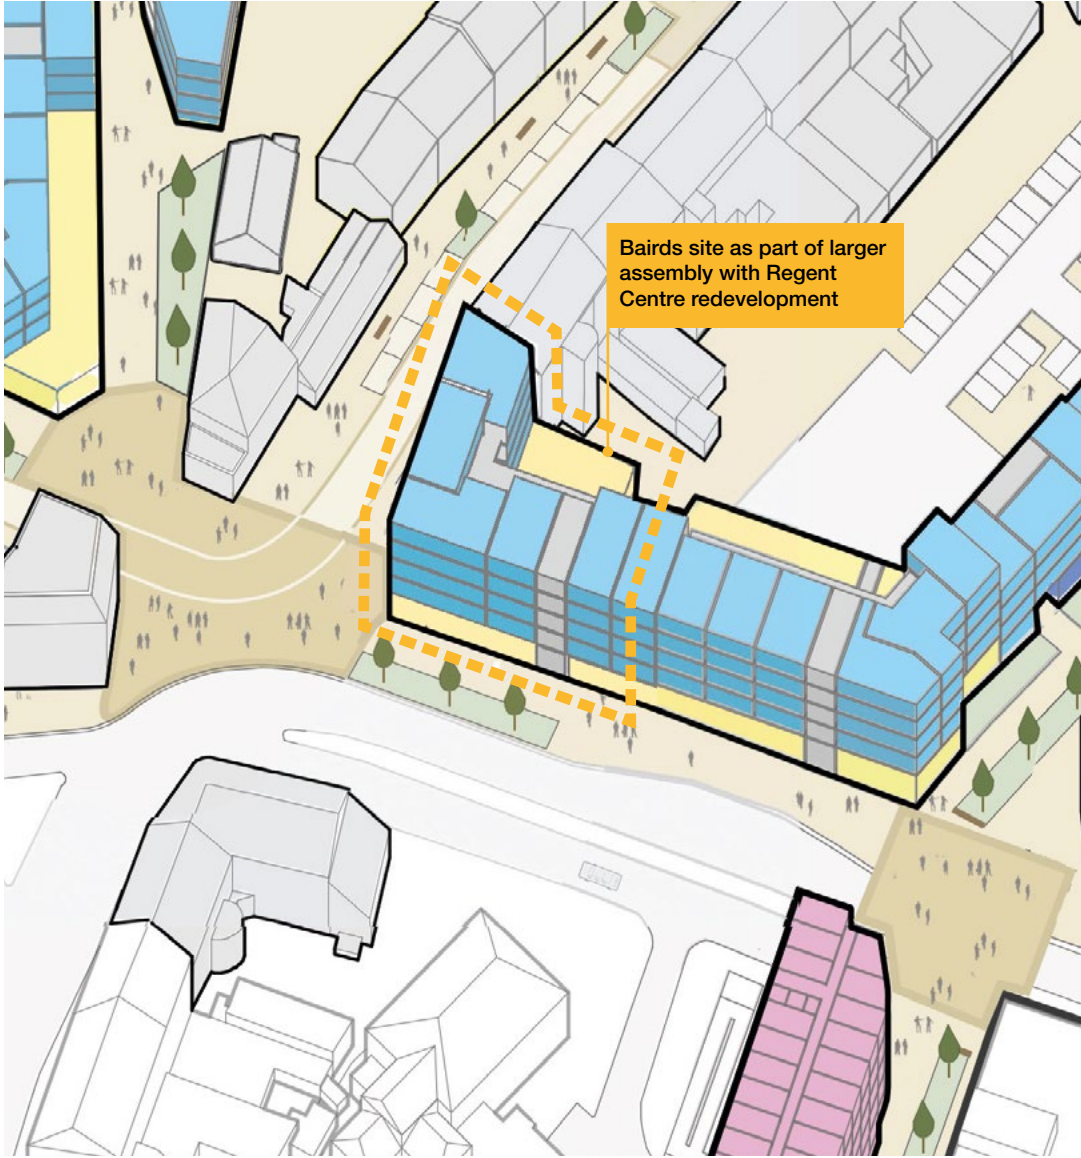 Bairds site as part of larger
assembly with Regent
Centre redevelopment